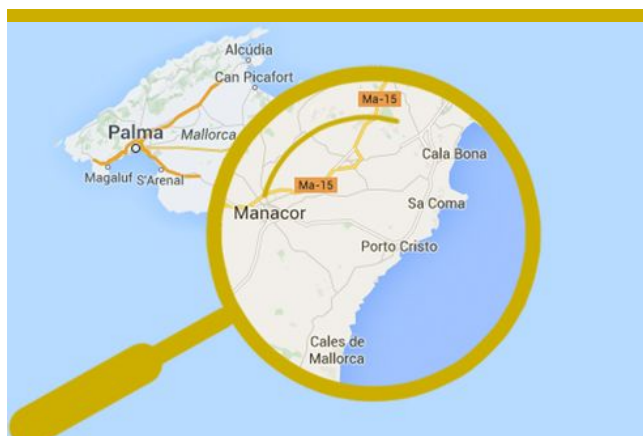 Alcúdia
Can Picafort
Ma-15
Palma
Mallorca
Cala Bona
Magaluf
S'Arenal
Ma-15
Manacor
Sa Coma
Porto Cristo
Cales de
Mallorca